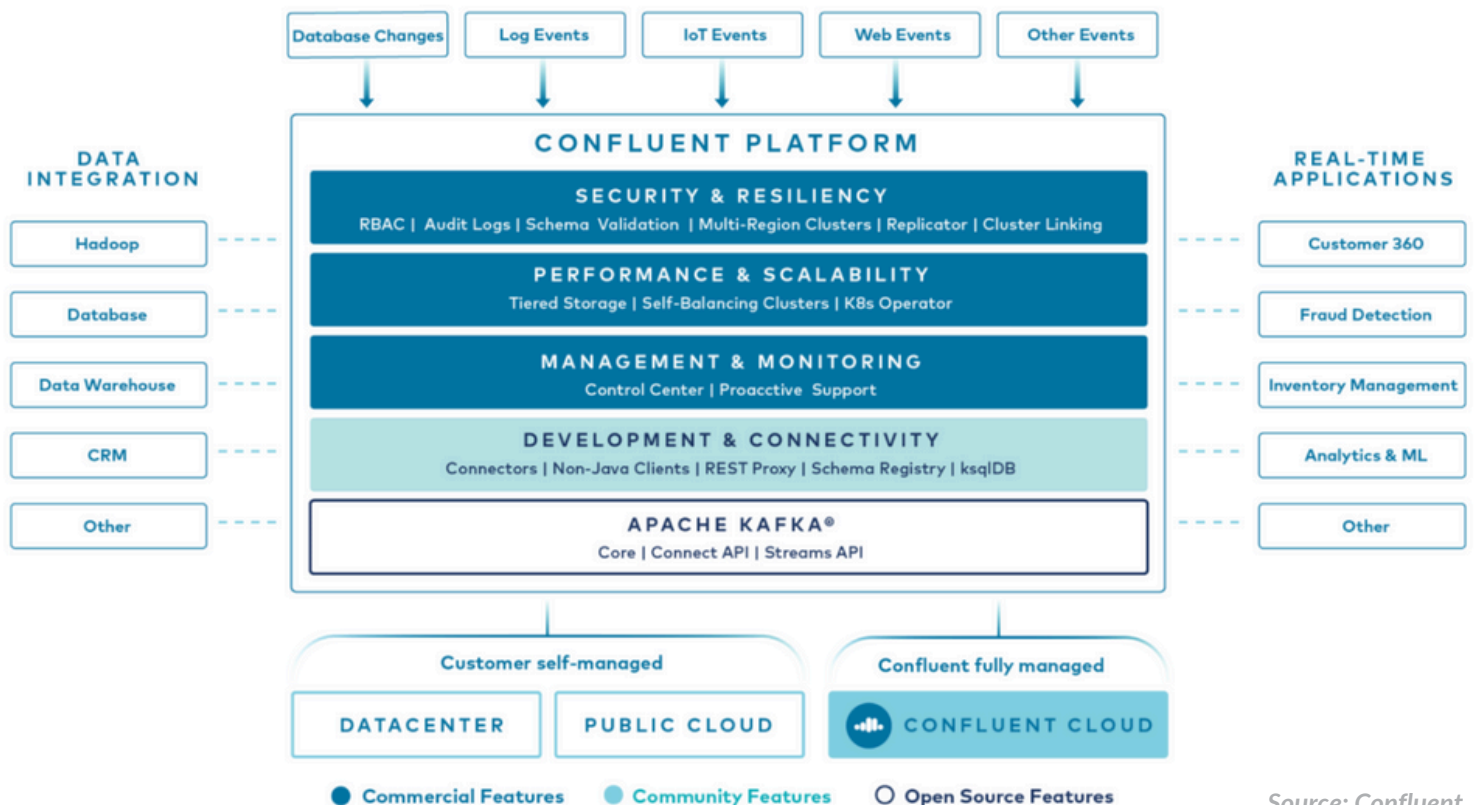 Database Changes
Log Events
IoT Events
Web Events
Other Events
CONFLUENT PLATFORM
DATA
INTEGRATION
Hadoop
Database
Data Warehouse
CRM
Other
SECURITY & RESILIENCY
RBAC | Audit Logs | Schema Validation | Multi-Region Clusters | Replicator | Cluster Linking
PERFORMANCE & SCALABILITY
Tiered Storage | Self-Balancing Clusters | K8s Operator
MANAGEMENT & MONITORING
Control Center | Proacctive Support
DEVELOPMENT & CONNECTIVITY
Connectors | Non-Java Clients | REST Proxy | Schema Registry | ksqlDB
APACHE KAFKA®
Core | Connect API | Streams API
REAL-TIME
APPLICATIONS
Customer 360
Fraud Detection
Inventory Management
Analytics & ML
Other
Customer self-managed
DATACENTER
PUBLIC CLOUD
Confluent fully managed
CONFLUENT CLOUD
Commercial Features
Community Features
Open Source Features
Source: Confluent